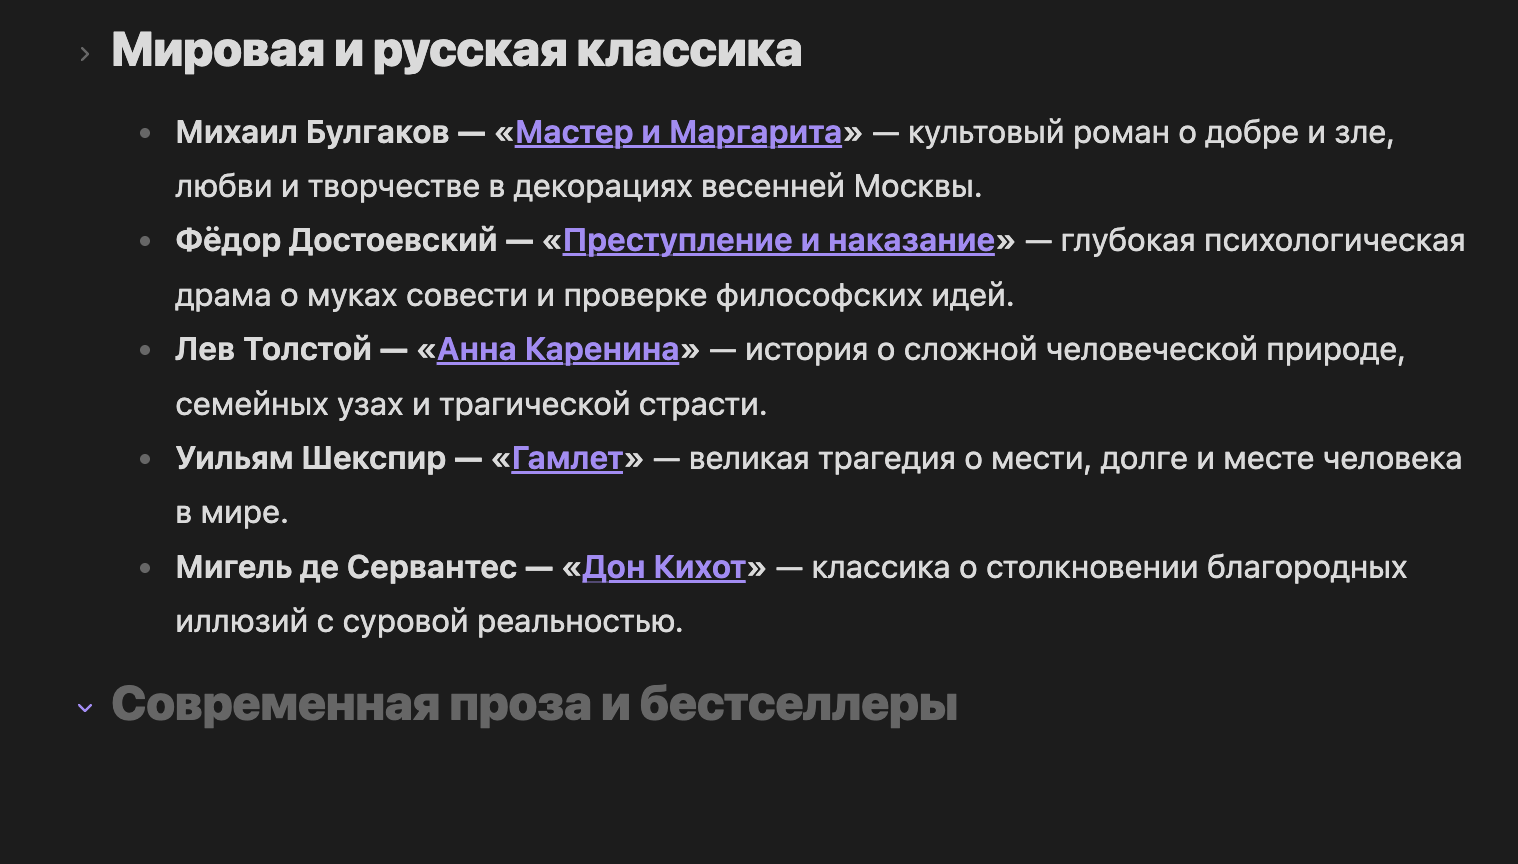 Мировая и русская классика
Михаил Булгаков — «Мастер и Маргарита» — культовый роман о добре и зле,
любви и творчестве в декорациях весенней Москвы.
Фёдор Достоевский — «Преступление и наказание» — глубокая психологическая
драма о муках совести и проверке философских идей.
Лев Толстой — «Анна Каренина» — история о сложной человеческой природе,
семейных узах и трагической страсти.
Уильям Шекспир — «Гамлет» — великая трагедия о мести, долге и месте человека
в мире.
Мигель де Сервантес — «Дон Кихот» — классика о столкновении благородных
иллюзий с суровой реальностью.
Современная проза и бестселлеры